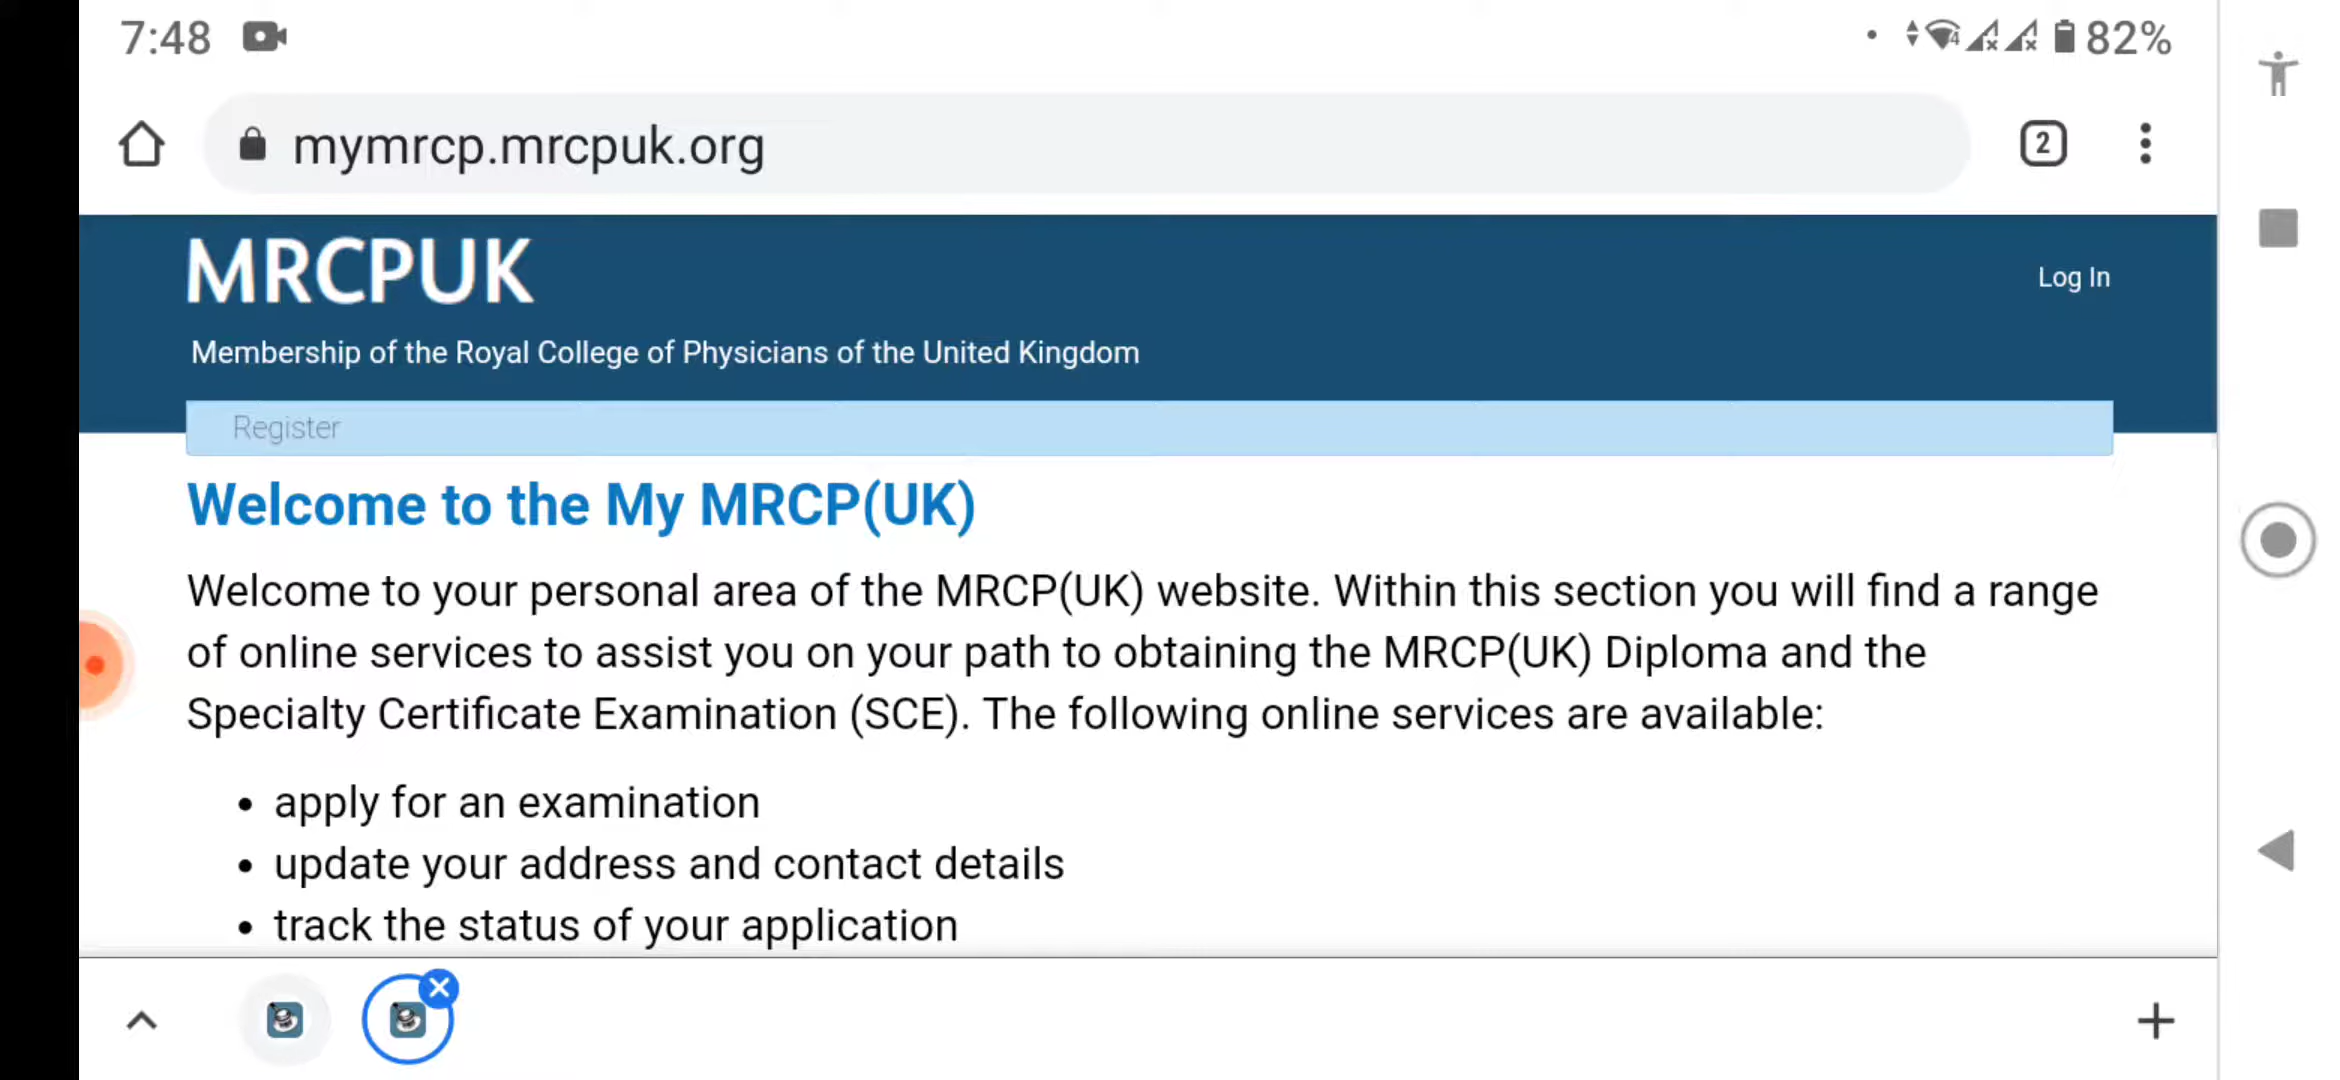 7:48
4 82%
mymrcp.mrcpuk.org
2
MRCPUK
Log In
Membership of the Royal College of Physicians of the United Kingdom
Register
Welcome to the My MRCP(UK)
Welcome to your personal area of the MRCP(UK) website. Within this section you will find a range
of online services to assist you on your path to obtaining the MRCP(UK) Diploma and the
Specialty Certificate Examination (SCE). The following online services are available:
• apply for an examination
• update your address and contact details
• track the status of your application